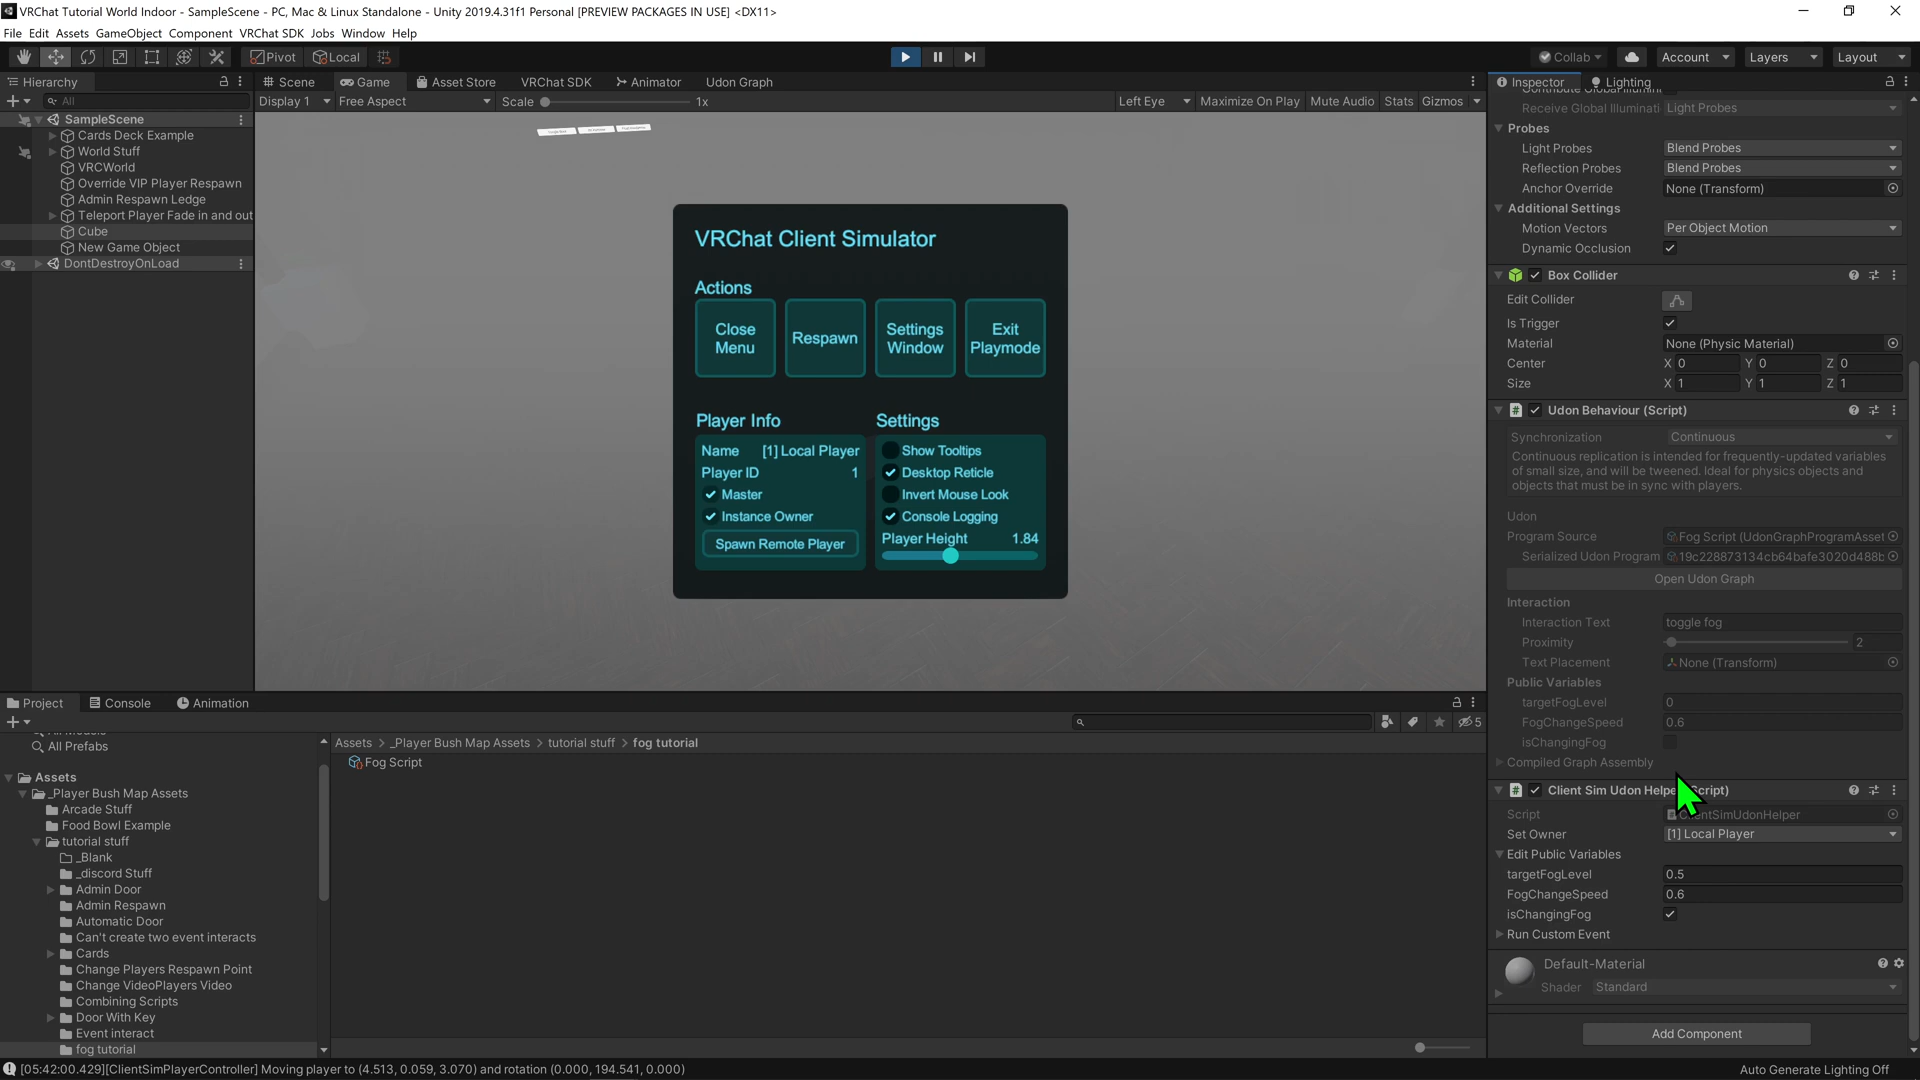 VRChat Tutorial World Indoor - SampleScene - PC, Mac & Linux Standalone - Unity 2019.4.31f1 Personal [PREVIEW PACKAGES IN USE] <DX11>
File Edit Assets GameObject Component VRChat SDK Jobs Window Help
Pivot Local Collab Account Layers Layout
Hierarchy
All
SampleScene
Cards Deck Example
World Stuff
VRCWorld
Override VIP Player Respawn
Admin Respawn Ledge
Teleport Player Fade in and out
Cube
New Game Object
DontDestroyOnLoad
Scene Game Asset Store VRChat SDK Animator Udon Graph
Display 1 Free Aspect Scale 1x Left Eye Maximize On Play Mute Audio Stats Gizmos
VRChat Client Simulator
Actions
Close Menu
Respawn
Settings Window
Exit Playmode
Player Info
Name [1] Local Player
Player ID 1
Master
Instance Owner
Spawn Remote Player
Settings
Show Tooltips
Desktop Reticle
Invert Mouse Look
Console Logging
Player Height 1.84
Inspector Lighting
Receive Global Illuminati Light Probes
Probes
Light Probes Blend Probes
Reflection Probes Blend Probes
Anchor Override None (Transform)
Additional Settings
Motion Vectors Per Object Motion
Dynamic Occlusion
Box Collider
Edit Collider
Is Trigger
Material None (Physic Material)
Center X 0 Y 0 Z 0
Size X 1 Y 1 Z 1
Udon Behaviour (Script)
Synchronization Continuous
Continuous replication is intended for frequently-updated variables
of small size, and will be tweened. Ideal for physics objects and
objects that must be in sync with players.
Udon
Program Source Fog Script (UdonGraphProgramAsset
Serialized Udon Program 19c228873134cb64bafe3020d488b
Open Udon Graph
Interaction
Interaction Text toggle fog
Proximity 2
Text Placement None (Transform)
Public Variables
targetFogLevel 0
FogChangeSpeed 0.6
isChangingFog
Compiled Graph Assembly
Client Sim Udon Helpe Script)
Script entSimUdonHelper
Set Owner [1] Local Player
Edit Public Variables
targetFogLevel 0.5
FogChangeSpeed 0.6
isChangingFog
Run Custom Event
Default-Material
Shader Standard
Add Component
Project Console Animation
5
All Prefabs
Assets
_Player Bush Map Assets
Arcade Stuff
Food Bowl Example
tutorial stuff
_Blank
_discord Stuff
Admin Door
Admin Respawn
Automatic Door
Can't create two event interacts
Cards
Change Players Respawn Point
Change VideoPlayers Video
Combining Scripts
Door With Key
Event interact
fog tutorial
Assets > _Player Bush Map Assets > tutorial stuff > fog tutorial
Fog Script
[05:42:00.429][ClientSimPlayerController] Moving player to (4.513, 0.059, 3.070) and rotation (0.000, 194.541, 0.000)
Auto Generate Lighting Off